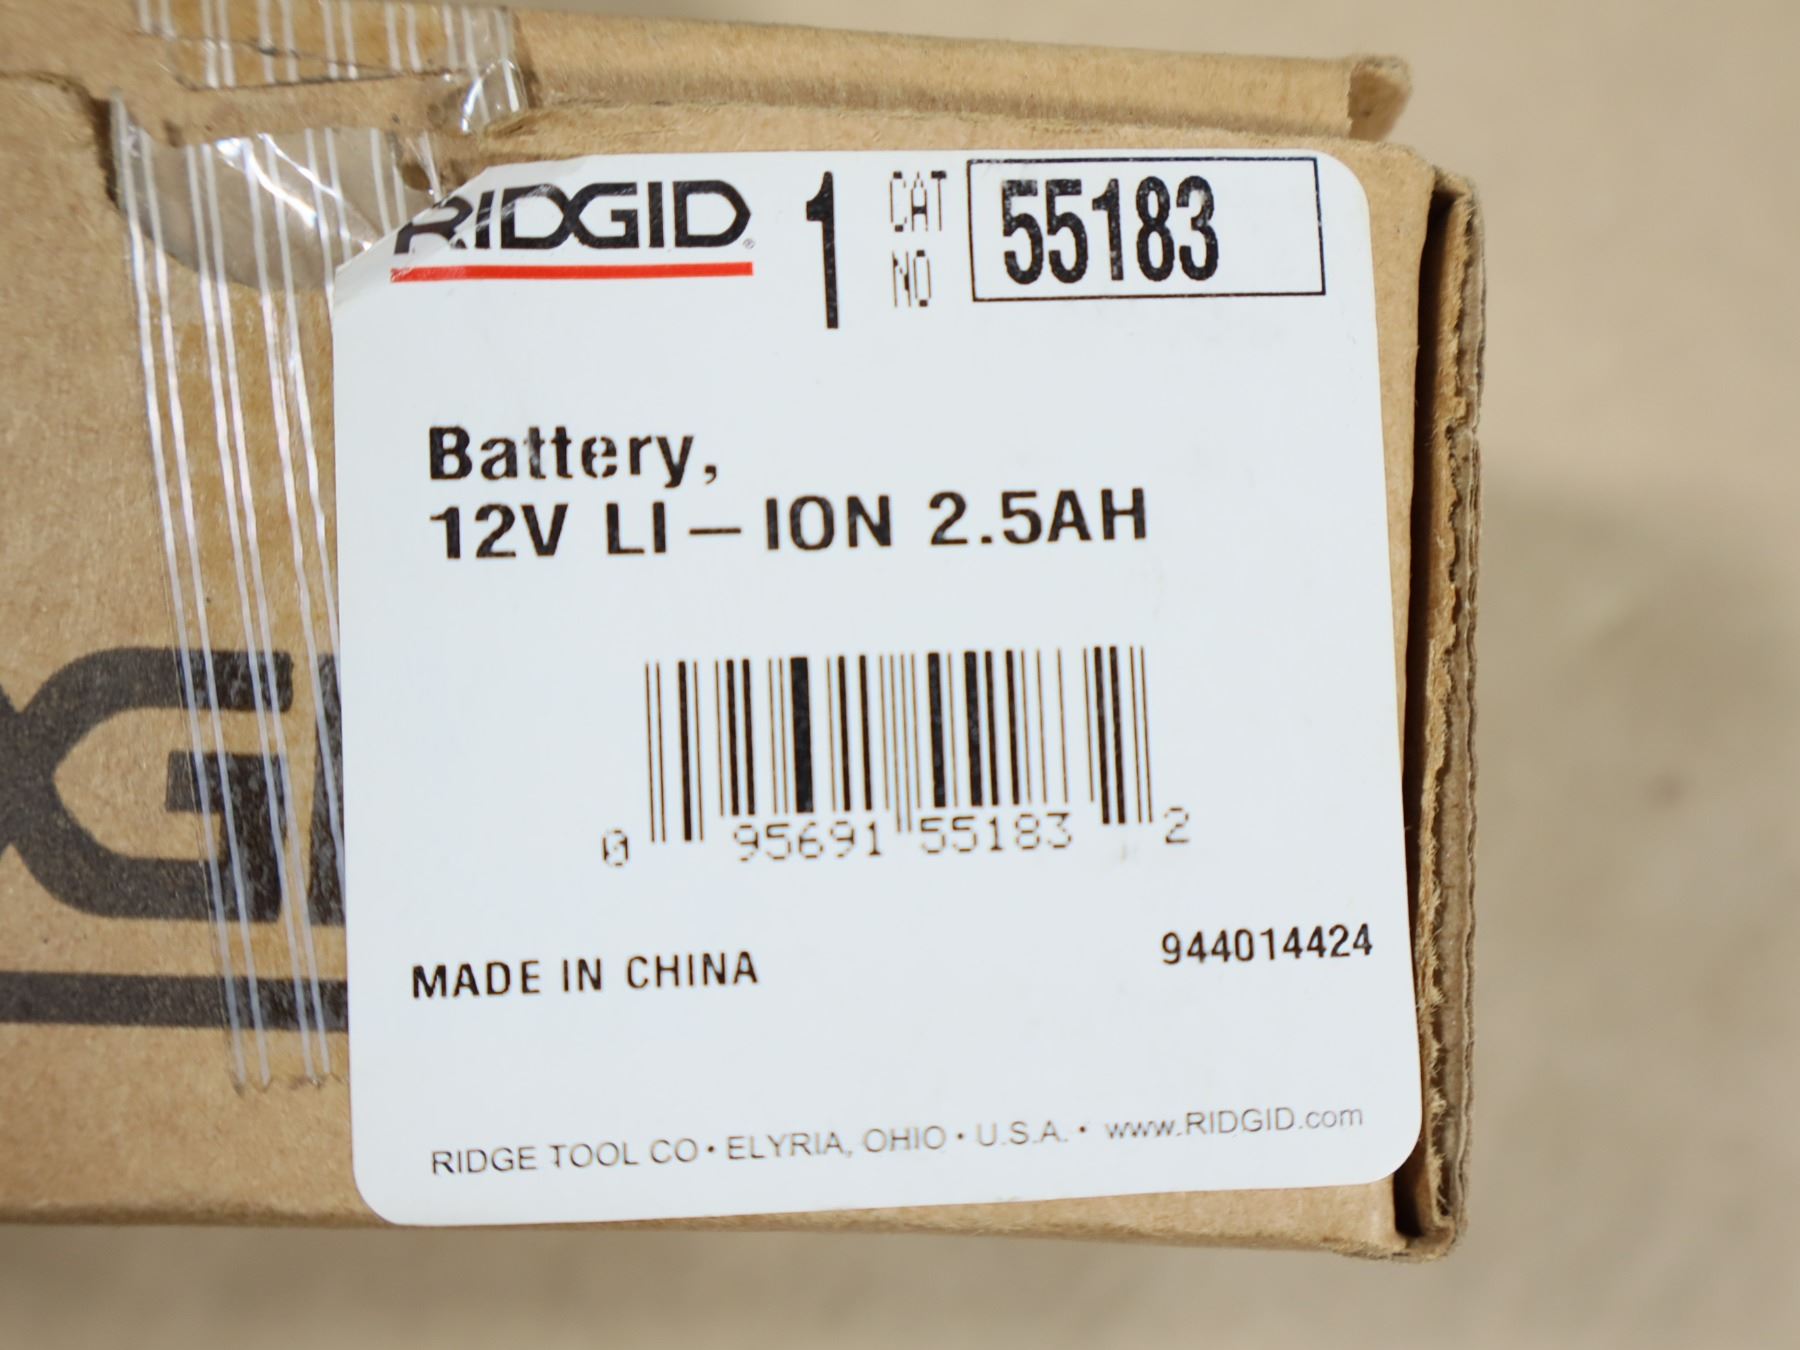 RIDGID® 1 CAT NO 55183
Battery,
12V LI-ION 2.5AH
0 95691 55183 2
MADE IN CHINA 944014424
RIDGE TOOL CO • ELYRIA, OHIO • U.S.A. • www.RIDGID.com